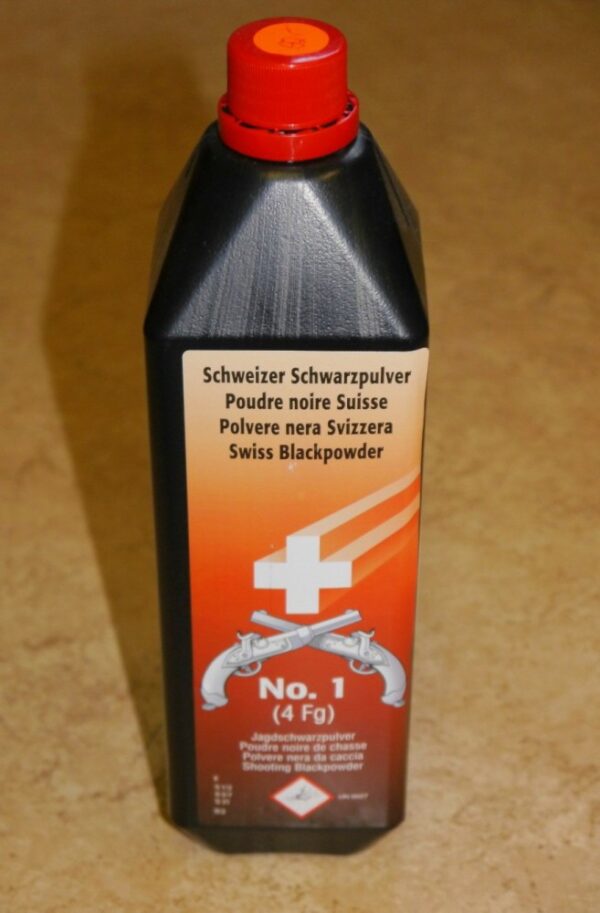 Schweizer Schwarzpulver
Poudre noire Suisse
Polvere nera Svizzera
Swiss Blackpowder
No. 1
(4 Fg)
Jagdschwarzpulver
Poudre noire de chasse
Polvere nera da caccia
Shooting Blackpowder